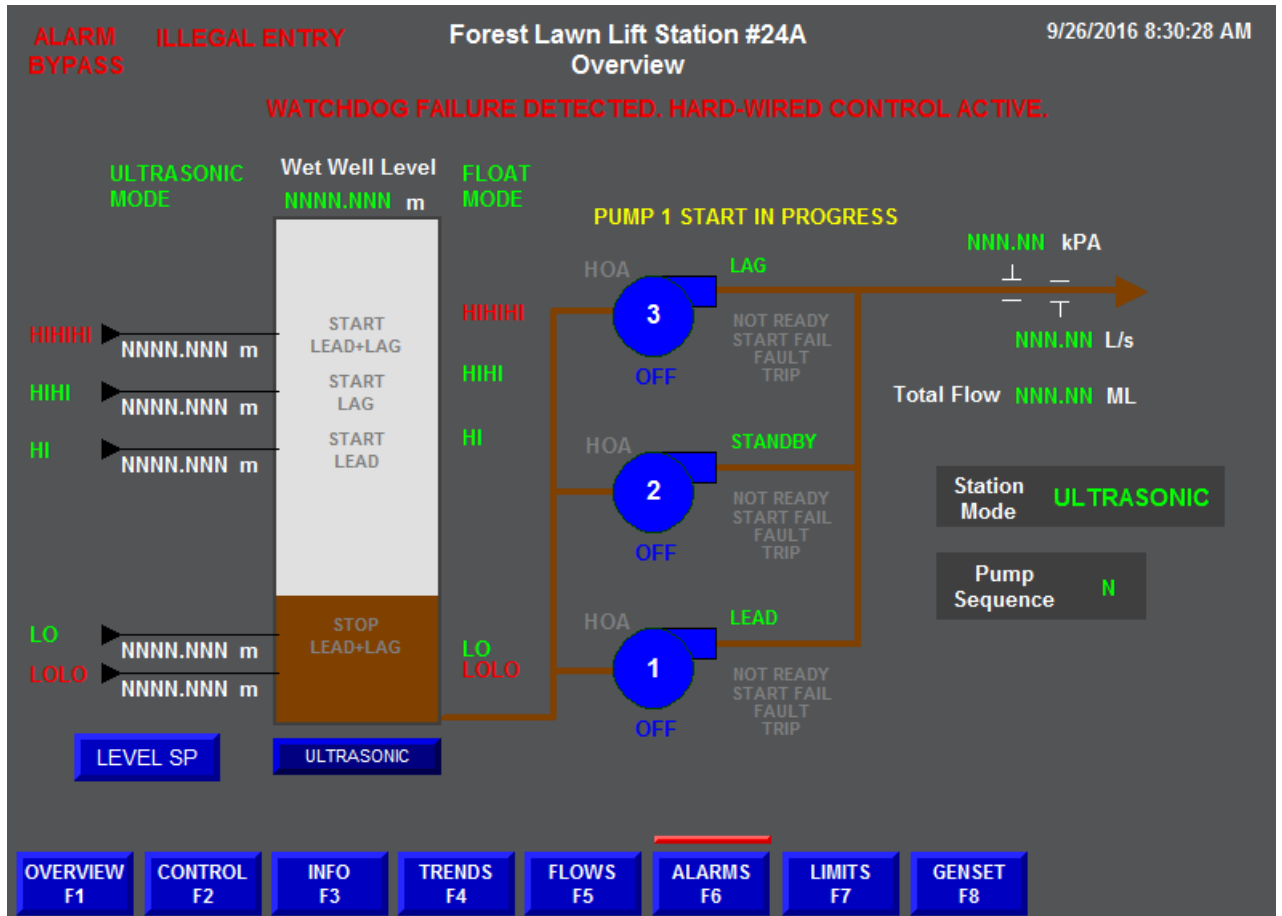 ALARM BYPASS
ILLEGAL ENTRY
Forest Lawn Lift Station #24A
Overview
9/26/2016 8:30:28 AM
WATCHDOG FAILURE DETECTED. HARD-WIRED CONTROL ACTIVE.
ULTRASONIC
MODE
Wet Well Level
NNNN.NNN m
FLOAT
MODE
HIHIHI
NNNN.NNN m
HIHI
NNNN.NNN m
HI
NNNN.NNN m
LO
NNNN.NNN m
LOLO
NNNN.NNN m
START
LEAD+LAG
START
LAG
START
LEAD
STOP
LEAD+LAG
HIHIHI
HIHI
HI
LO
LOLO
LEVEL SP
ULTRASONIC
PUMP 1 START IN PROGRESS
HOA
LAG
3
OFF
NOT READY
START FAIL
FAULT
TRIP
HOA
STANDBY
2
OFF
NOT READY
START FAIL
FAULT
TRIP
HOA
LEAD
1
OFF
NOT READY
START FAIL
FAULT
TRIP
NNN.NN kPA
NNN.NN L/s
Total Flow NNN.NN ML
Station
Mode
ULTRASONIC
Pump
Sequence
N
OVERVIEW
F1
CONTROL
F2
INFO
F3
TRENDS
F4
FLOWS
F5
ALARMS
F6
LIMITS
F7
GENSET
F8